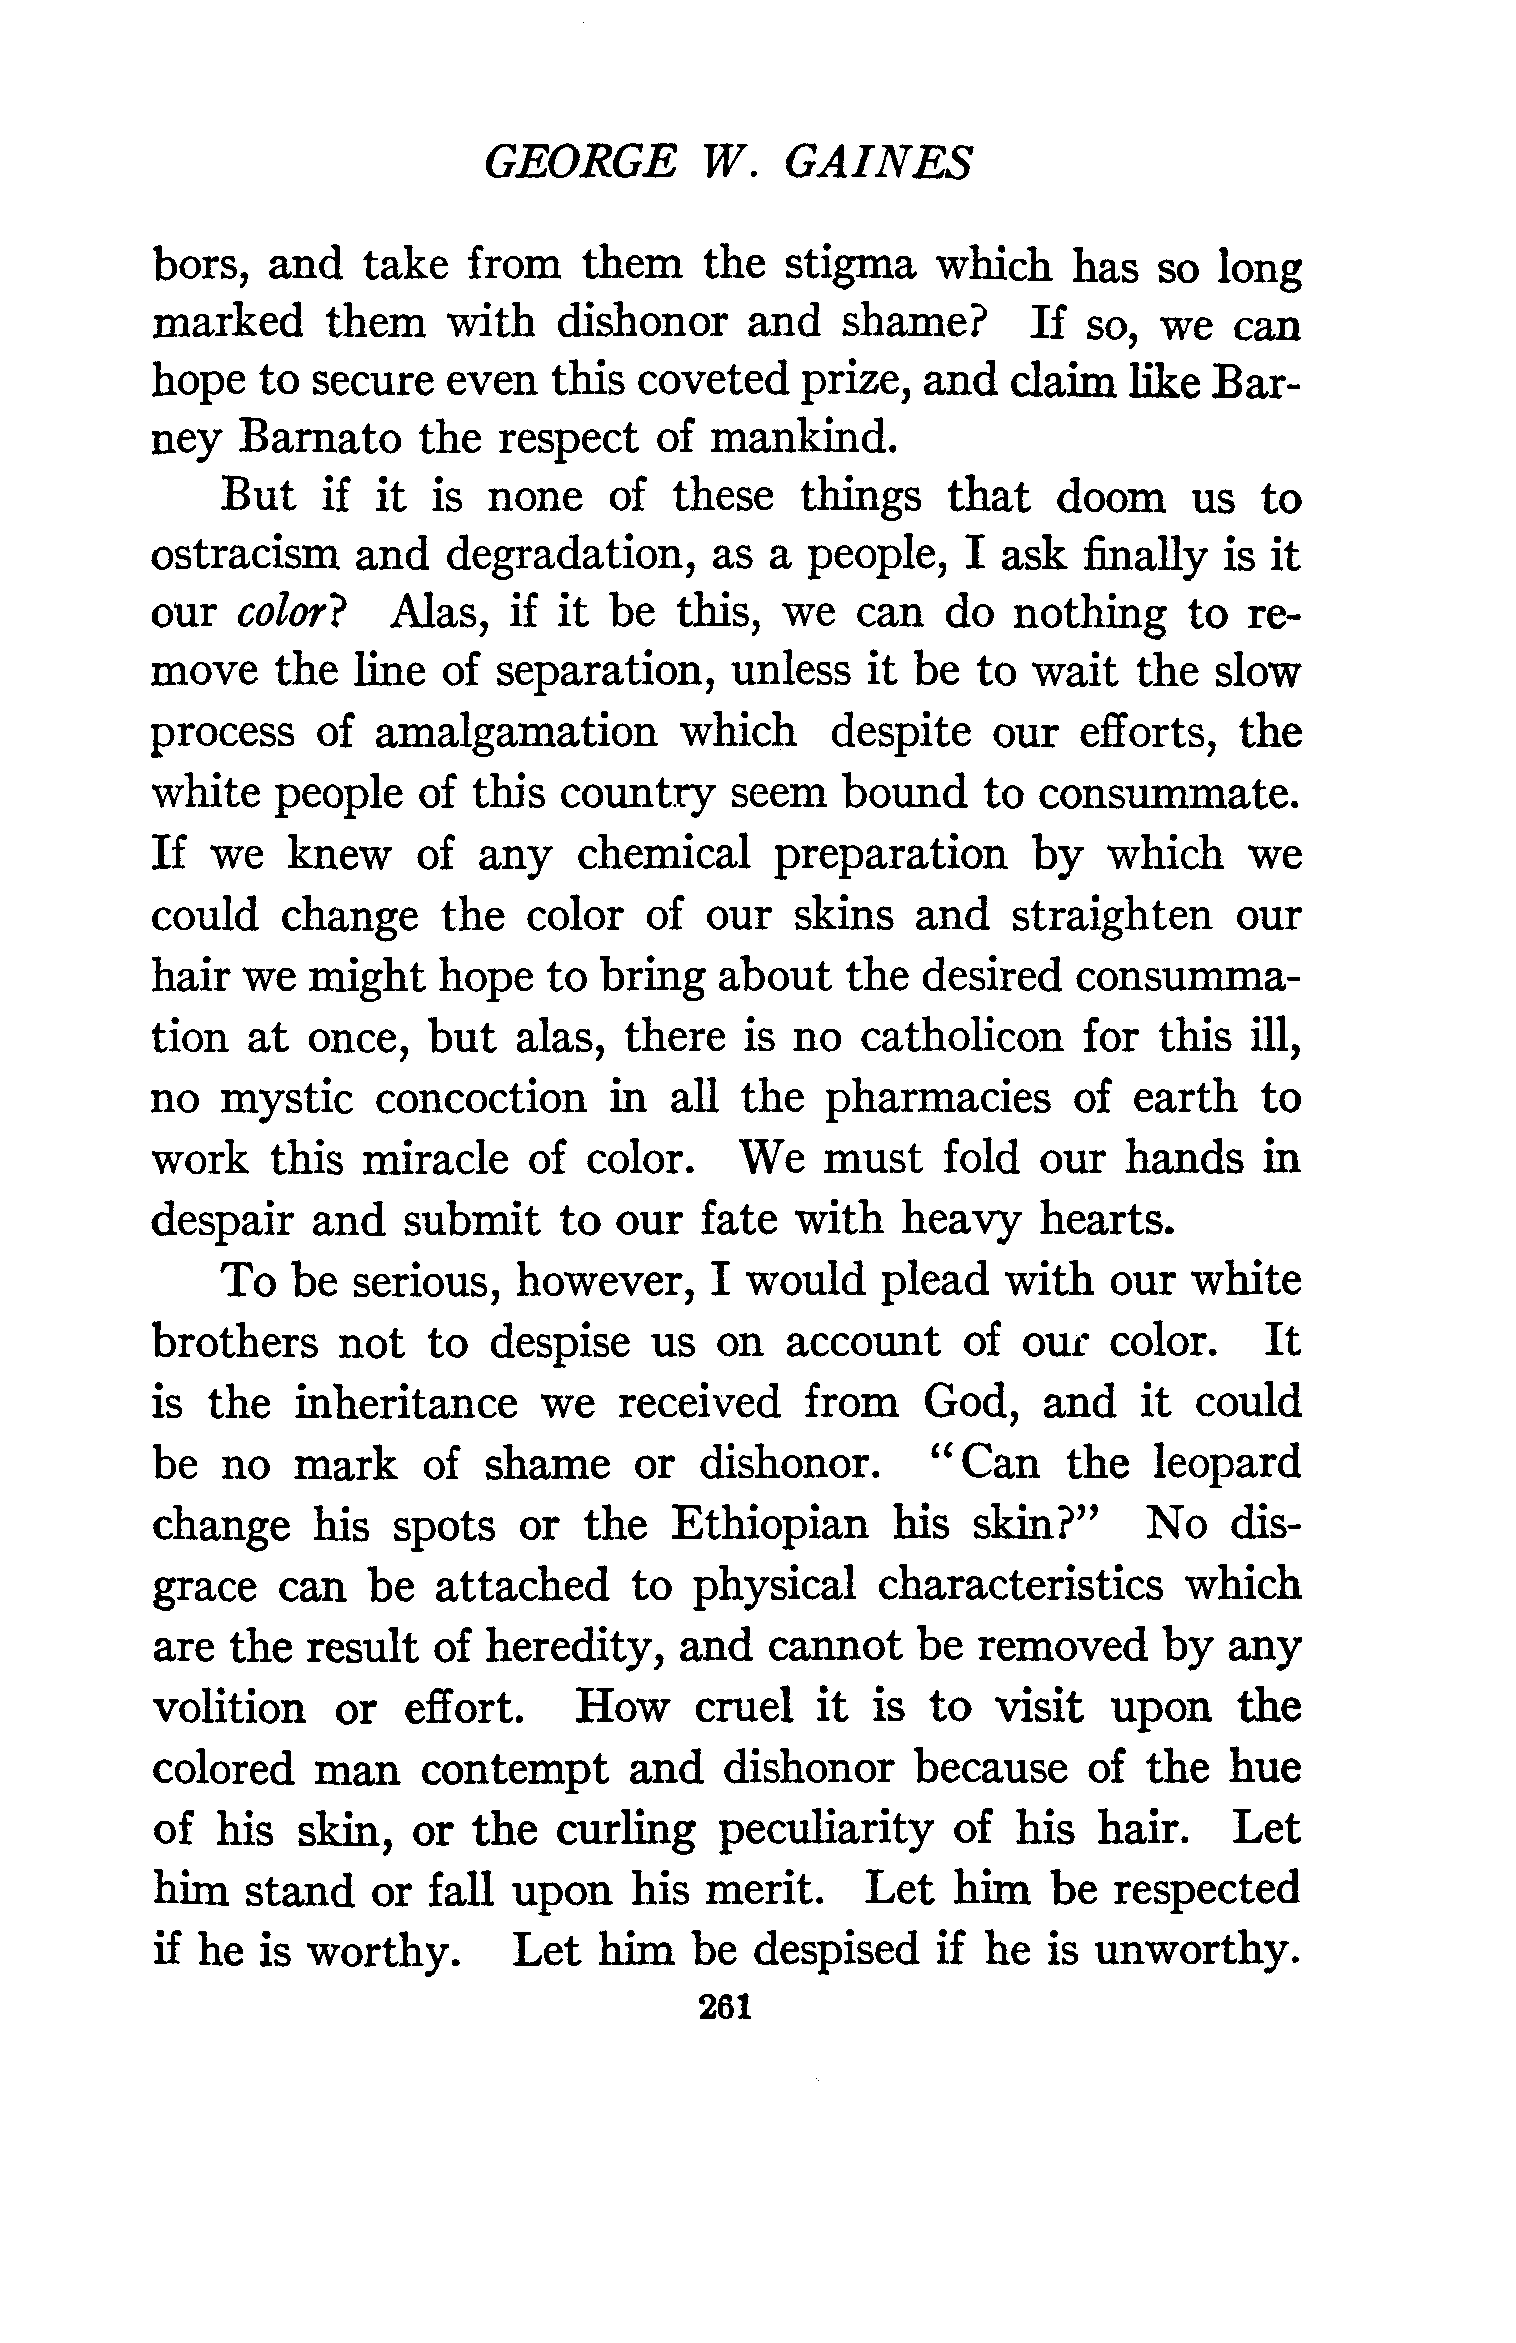 GEORGE W. GAINES
bors, and take from them the stigma which has so long
marked them with dishonor and shame? If so, we can
hope to secure even this coveted prize, and claim like Bar-
ney Barnato the respect of mankind.
But if it is none of these things that doom us to
ostracism and degradation, as a people, I ask finally is it
our color? Alas, if it be this, we can do nothing to re-
move the line of separation, unless it be to wait the slow
process of amalgamation which despite our efforts, the
white people of this country seem bound to consummate.
If we knew of any chemical preparation by which we
could change the color of our skins and straighten our
hair we might hope to bring about the desired consumma-
tion at once, but alas, there is no catholicon for this ill,
no mystic concoction in all the pharmacies of earth to
work this miracle of color. We must fold our hands in
despair and submit to our fate with heavy hearts.
To be serious, however, I would plead with our white
brothers not to despise us on account of our color. It
is the inheritance we received from God, and it could
be no mark of shame or dishonor. "Can the leopard
change his spots or the Ethiopian his skin?" No dis-
grace can be attached to physical characteristics which
are the result of heredity, and cannot be removed by any
volition or effort. How cruel it is to visit upon the
colored man contempt and dishonor because of the hue
of his skin, or the curling peculiarity of his hair. Let
him stand or fall upon his merit. Let him be respected
if he is worthy. Let him be despised if he is unworthy.
261